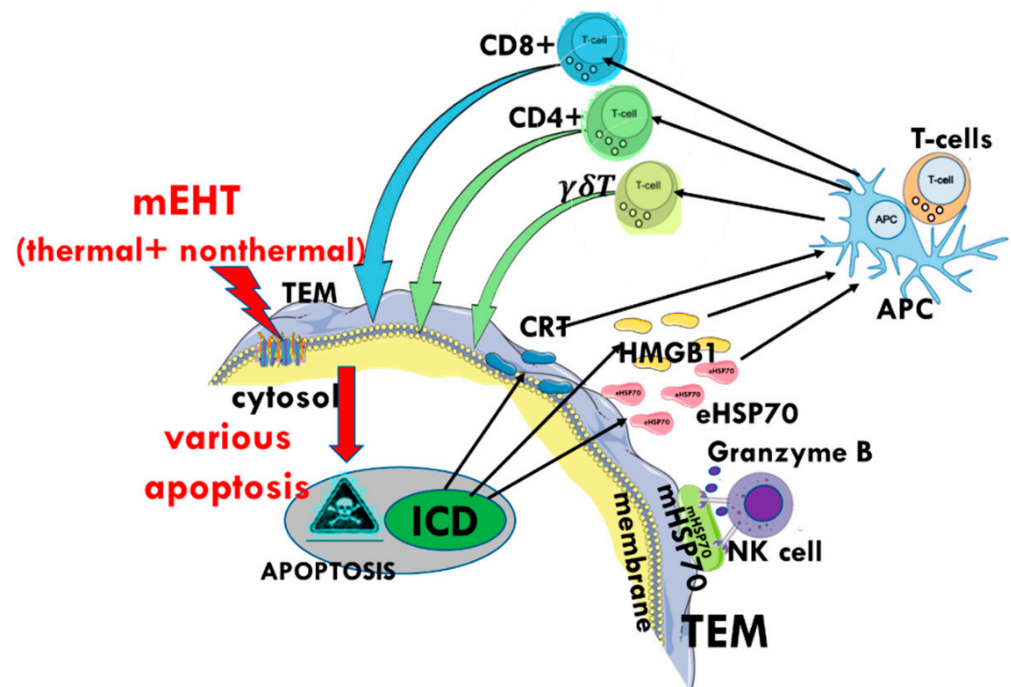 CD8+
T-cell
CD4+
T-cell
γδT
T-cell
T-cells
T-cell
APC
APC
mEHT
(thermal+ nonthermal)
TEM
CRT
HMGB1
eHSP70
eHSP70
eHSP70
eHSP70
eHSP70
cytosol
various
apoptosis
Granzyme B
ICD
APOPTOSIS
membrane
mHSP70
mHSP70
NK cell
TEM